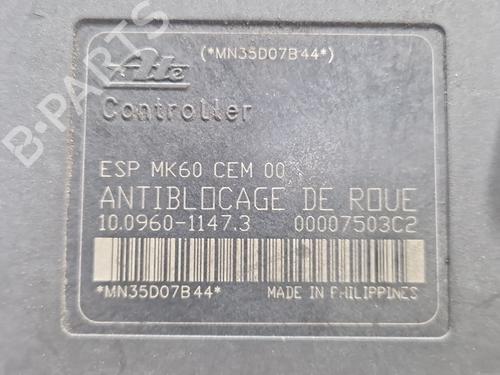 (*MN35D07B44*)
Ate
Controller
ESP MK60 CEM 00
ANTIBLOCAGE DE ROUE
10.0960-1147.3 00007503C2
*MN35D07B44* MADE IN PHILIPPINES
B-PARTS